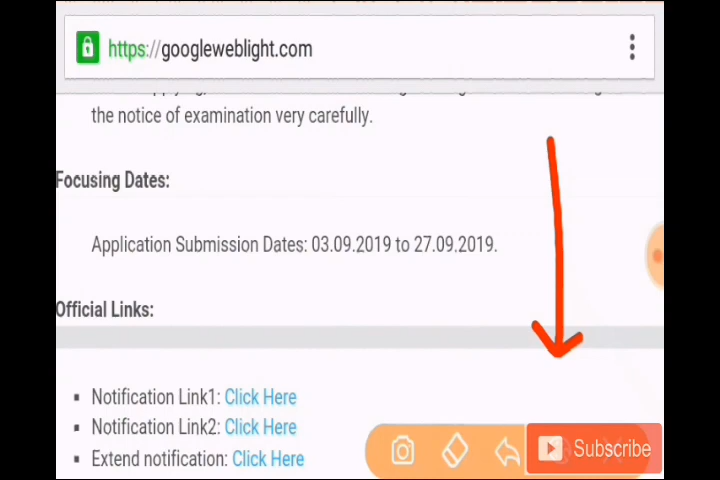 https://googleweblight.com
the notice of examination very carefully.
Focusing Dates:
Application Submission Dates: 03.09.2019 to 27.09.2019.
Official Links:
Notification Link1: Click Here
Notification Link2: Click Here
Extend notification: Click Here
Subscribe